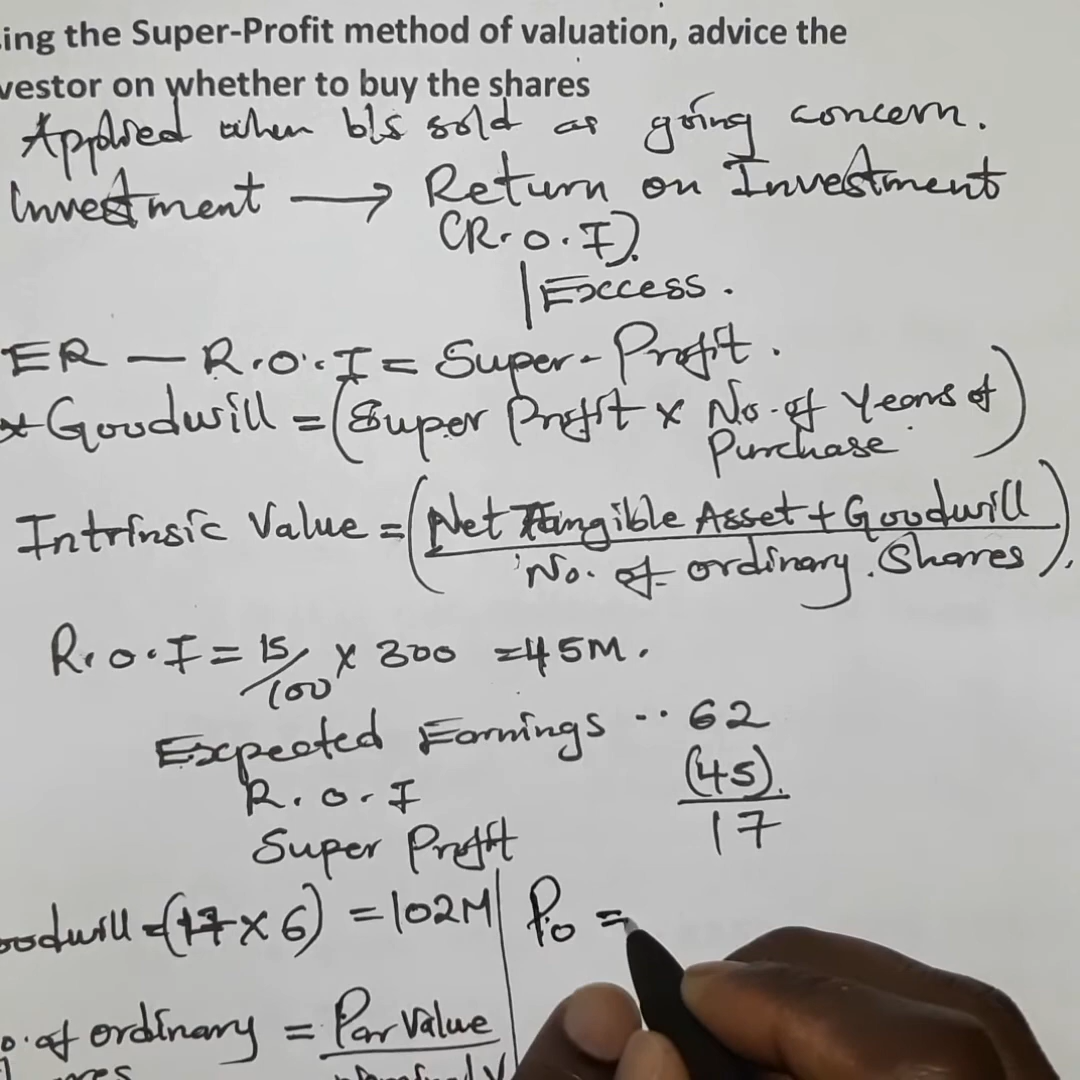 ing the Super-Profit method of valuation, advice the
vestor on whether to buy the shares
Applied when b/s sold as going concern.
Investment → Return on Investment
(R.O.I).
|Excess.
ER — R.O.I = Super-Profit.
* Goodwill = (Super Profit x No. of Years of
Purchase)
Intrinsic Value = (Net Tangible Asset + Goodwill
No. of ordinary Shares).
R.O.I = 15/100 x 300 = 45M.
Expected Earnings .. 62
R.O.I (45).
Super Profit 17
oodwill = (17 x 6) = 102M | Po =
o. of ordinary = Par Value